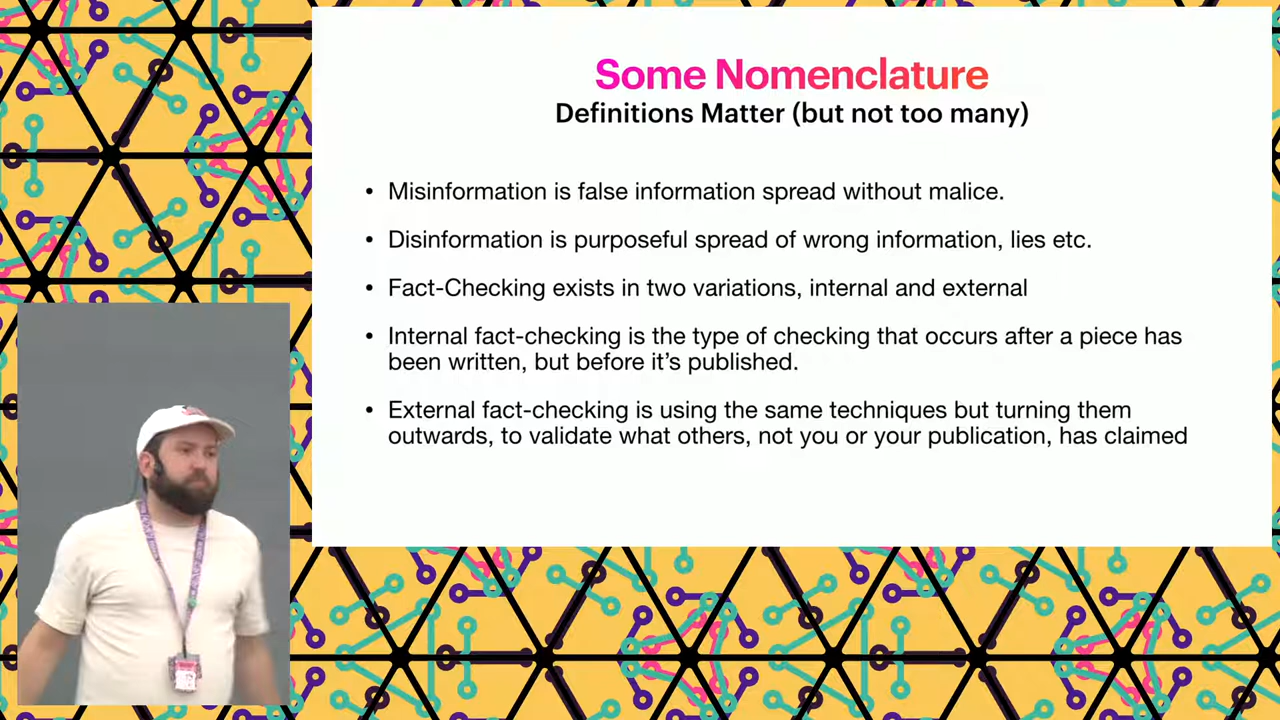 Some Nomenclature
Definitions Matter (but not too many)
• Misinformation is false information spread without malice.
• Disinformation is purposeful spread of wrong information, lies etc.
• Fact-Checking exists in two variations, internal and external
• Internal fact-checking is the type of checking that occurs after a piece has
been written, but before it’s published.
• External fact-checking is using the same techniques but turning them
outwards, to validate what others, not you or your publication, has claimed